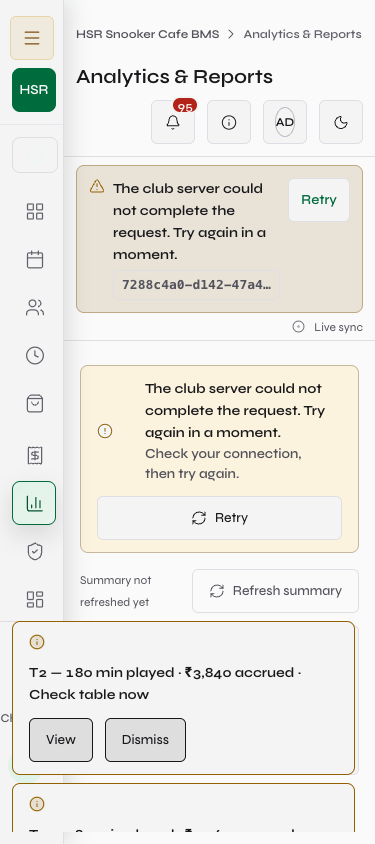 HSR Snooker Cafe BMS > Analytics & Reports
HSR
Analytics & Reports
95
AD
The club server could
not complete the
request. Try again in a
moment.
Retry
7288c4a0-d142-47a4…
Live sync
The club server could not
complete the request. Try
again in a moment.
Check your connection,
then try again.
Retry
Summary not
refreshed yet
Refresh summary
T2 — 180 min played · ₹3,840 accrued ·
Check table now
View
Dismiss